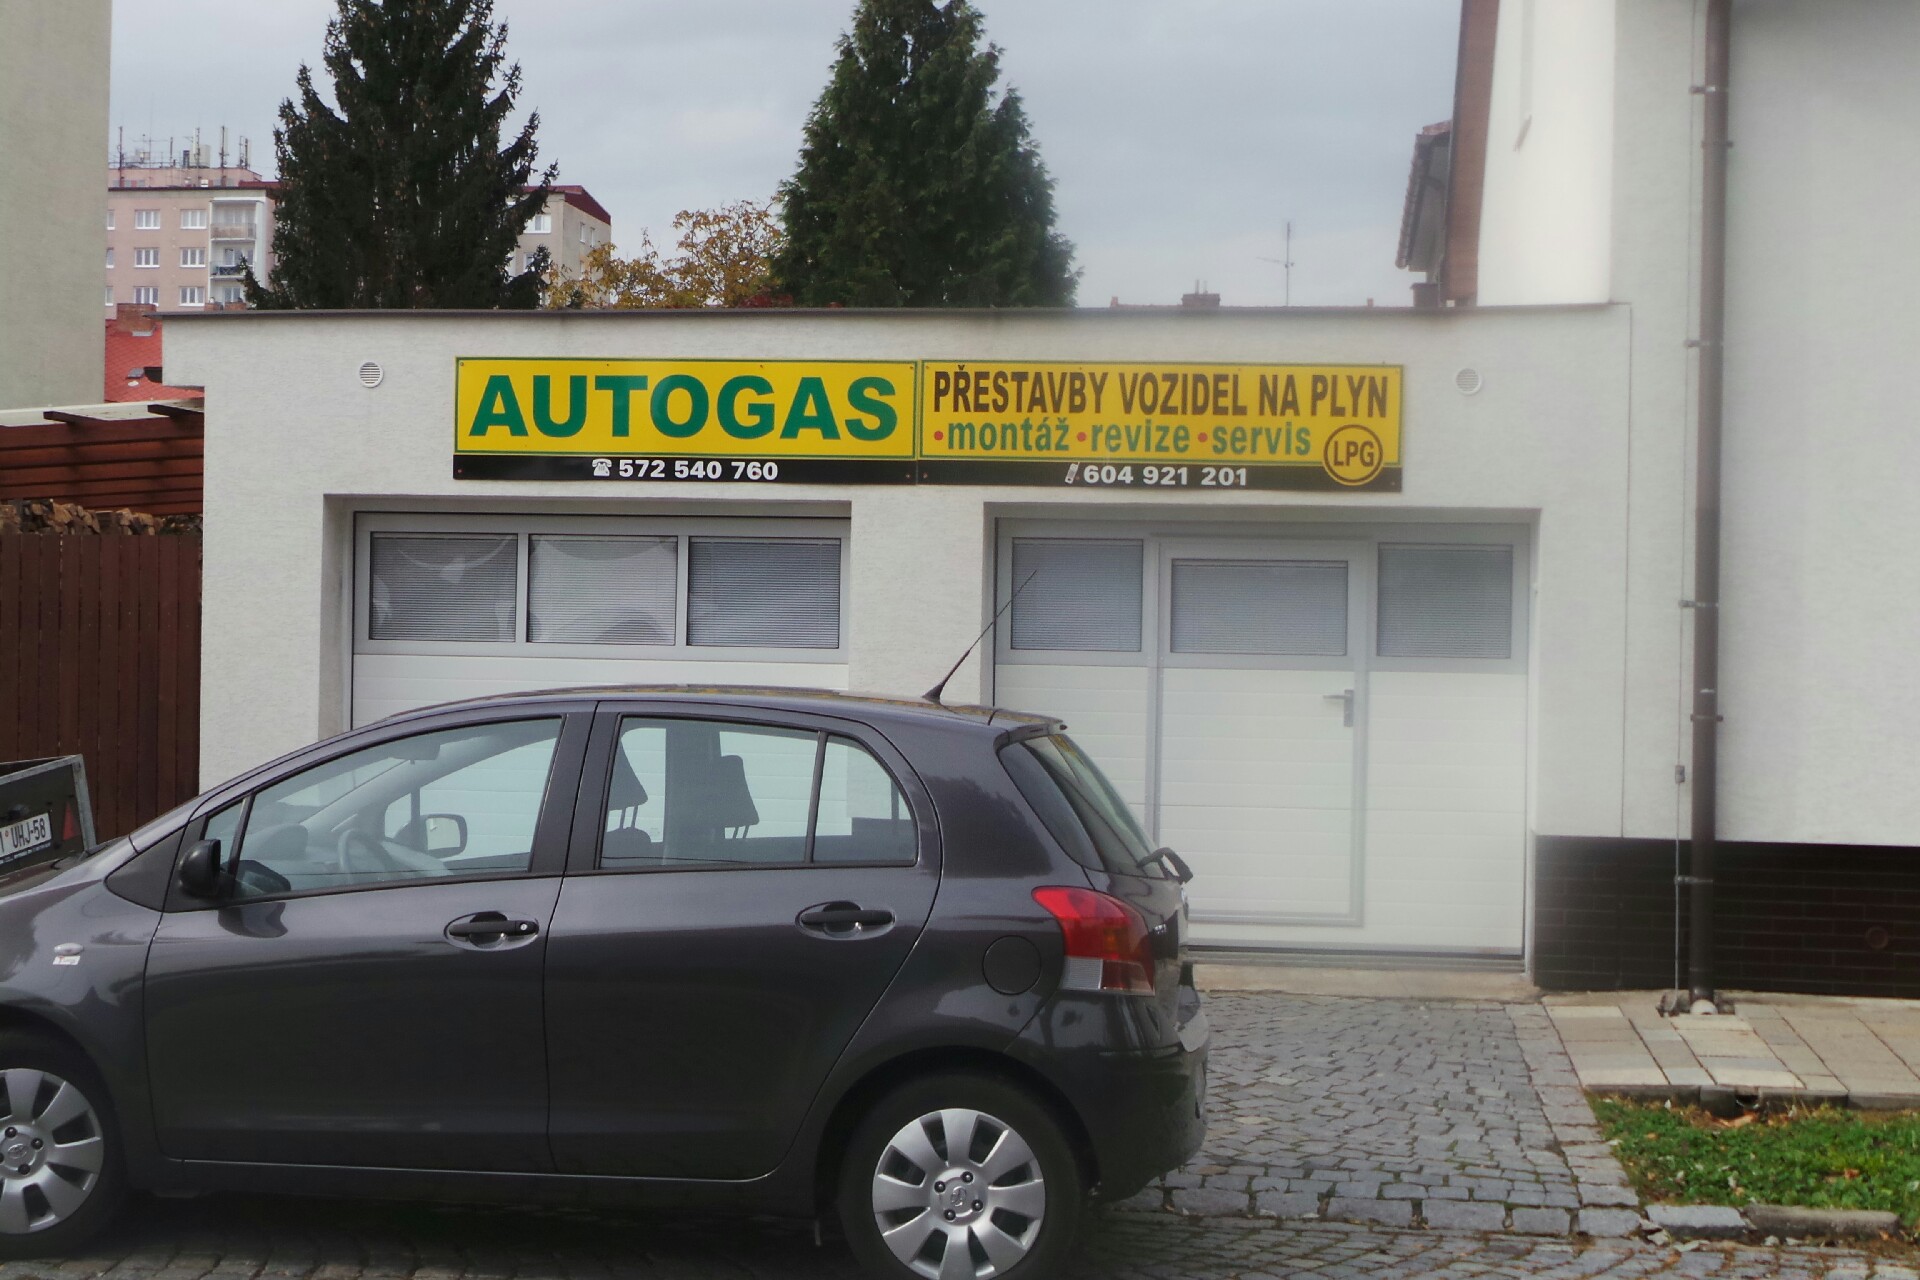 AUTOGAS
572 540 760
PŘESTAVBY VOZIDEL NA PLYN
•montáž•revize•servis
LPG
604 921 201
UHJ-58